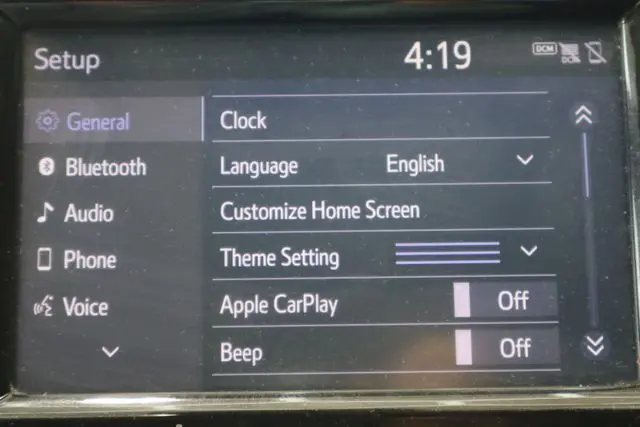 Setup 4:19 DCM DCM
General
Bluetooth
Audio
Phone
Voice
Clock
Language English
Customize Home Screen
Theme Setting
Apple CarPlay Off
Beep Off